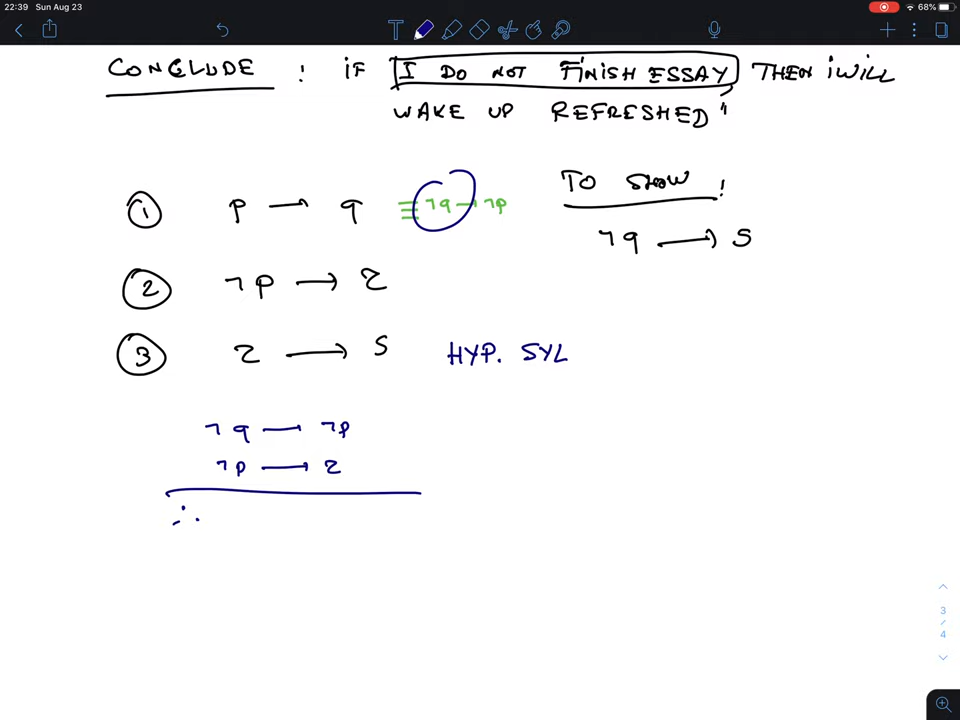 22:39 Sun Aug 23 68%
CONCLUDE : IF I DO NOT FINISH ESSAY THEN I WILL
WAKE UP REFRESHED"
① p → q ≡ ¬q → ¬p
TO SHOW :
¬q → S
② ¬p → r
③ r → S HYP. SYL
¬q → ¬p
¬p → r
∴
3
/
4